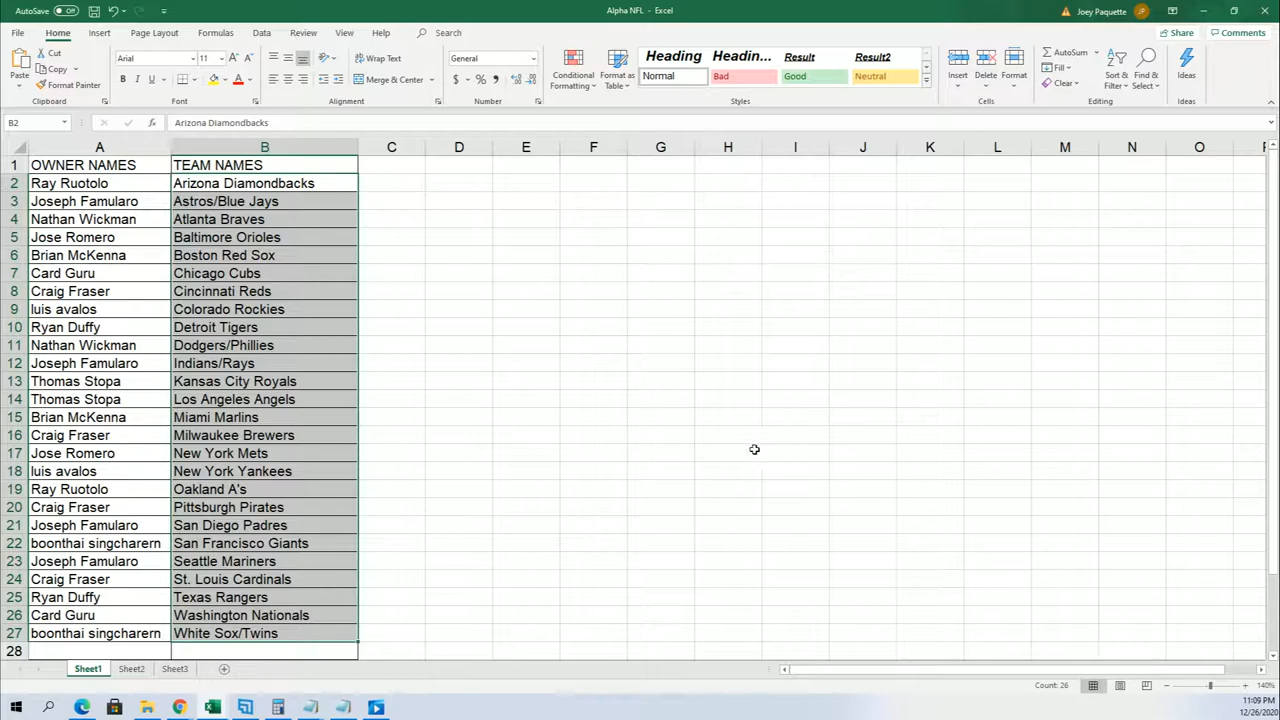 AutoSave Off Alpha NFL - Excel Joey Paquette JP
File Home Insert Page Layout Formulas Data Review View Help Search Share Comments
Paste Cut Copy Format Painter Clipboard
Arial 11 A A B I U A Font
Merge & Center Alignment
General $ % Number
Conditional Formatting Format as Table
Heading Headin... Result Result2
Normal Bad Good Neutral
Styles
Insert Delete Format Cells
AutoSum Fill Clear Sort & Filter Find & Select Editing
Ideas Ideas
B2 fx Arizona Diamondbacks
A B C D E F G H I J K L M N O
1 OWNER NAMES TEAM NAMES
2 Ray Ruotolo Arizona Diamondbacks
3 Joseph Famularo Astros/Blue Jays
4 Nathan Wickman Atlanta Braves
5 Jose Romero Baltimore Orioles
6 Brian McKenna Boston Red Sox
7 Card Guru Chicago Cubs
8 Craig Fraser Cincinnati Reds
9 luis avalos Colorado Rockies
10 Ryan Duffy Detroit Tigers
11 Nathan Wickman Dodgers/Phillies
12 Joseph Famularo Indians/Rays
13 Thomas Stopa Kansas City Royals
14 Thomas Stopa Los Angeles Angels
15 Brian McKenna Miami Marlins
16 Craig Fraser Milwaukee Brewers
17 Jose Romero New York Mets
18 luis avalos New York Yankees
19 Ray Ruotolo Oakland A's
20 Craig Fraser Pittsburgh Pirates
21 Joseph Famularo San Diego Padres
22 boonthai singcharern San Francisco Giants
23 Joseph Famularo Seattle Mariners
24 Craig Fraser St. Louis Cardinals
25 Ryan Duffy Texas Rangers
26 Card Guru Washington Nationals
27 boonthai singcharern White Sox/Twins
28
Sheet1 Sheet2 Sheet3
Count: 26 140%
11:09 PM
12/26/2020